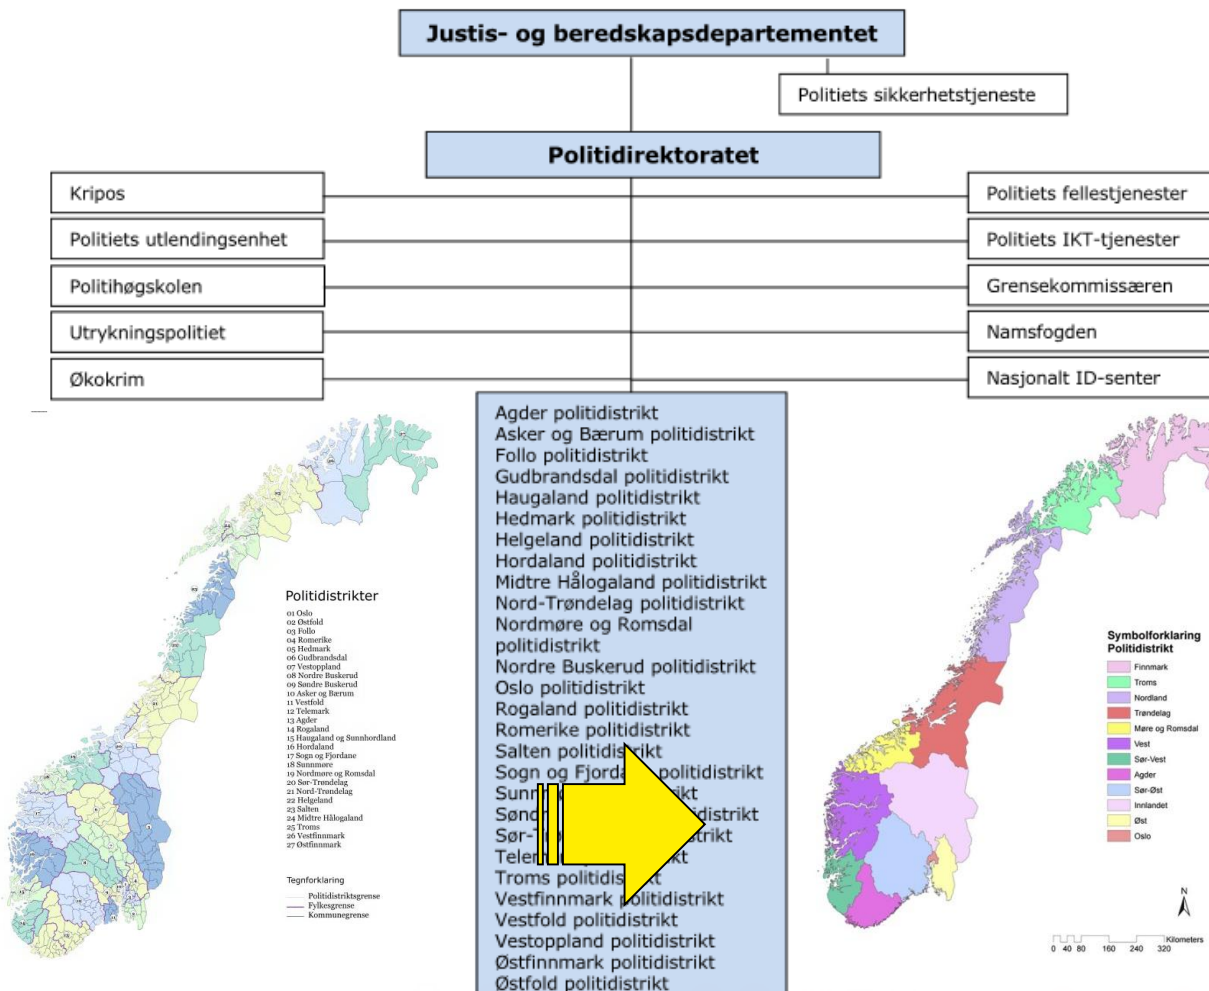 Justis- og beredskapsdepartementet
Politiets sikkerhetstjeneste
Politidirektoratet
Kripos
Politiets utlendingsenhet
Politihøgskolen
Utrykningspolitiet
Økokrim
Politiets fellestjenester
Politiets IKT-tjenester
Grensekommissæren
Namsfogden
Nasjonalt ID-senter
Agder politidistrikt
Asker og Bærum politidistrikt
Follo politidistrikt
Gudbrandsdal politidistrikt
Haugaland politidistrikt
Hedmark politidistrikt
Helgeland politidistrikt
Hordaland politidistrikt
Midtre Hålogaland politidistrikt
Nord-Trøndelag politidistrikt
Nordmøre og Romsdal
politidistrikt
Nordre Buskerud politidistrikt
Oslo politidistrikt
Rogaland politidistrikt
Romerike politidistrikt
Salten politidistrikt
Sogn og Fjordane politidistrikt
Troms politidistrikt
Vestfinnmark politidistrikt
Vestfold politidistrikt
Vestoppland politidistrikt
Østfinnmark politidistrikt
Østfold politidistrikt
Politidistrikter
01 Oslo
02 Østfold
03 Follo
04 Romerike
05 Hedmark
06 Gudbrandsdal
07 Vestoppland
08 Nordre Buskerud
09 Søndre Buskerud
10 Asker og Bærum
11 Vestfold
12 Telemark
13 Agder
14 Rogaland
15 Haugaland og Sunnhordland
16 Hordaland
17 Sogn og Fjordane
18 Sunnmøre
19 Nordmøre og Romsdal
20 Sør-Trøndelag
21 Nord-Trøndelag
22 Helgeland
23 Salten
24 Midtre Hålogaland
25 Troms
26 Vestfinnmark
27 Østfinnmark
Tegnforklaring
Politidistriktsgrense
Fylkesgrense
Kommunegrense
Symbolforklaring
Politidistrikt
Finnmark
Troms
Nordland
Trøndelag
Møre og Romsdal
Vest
Sør-Vest
Agder
Sør-Øst
Innlandet
Øst
Oslo
N
Kilometers
0 40 80 160 240 320